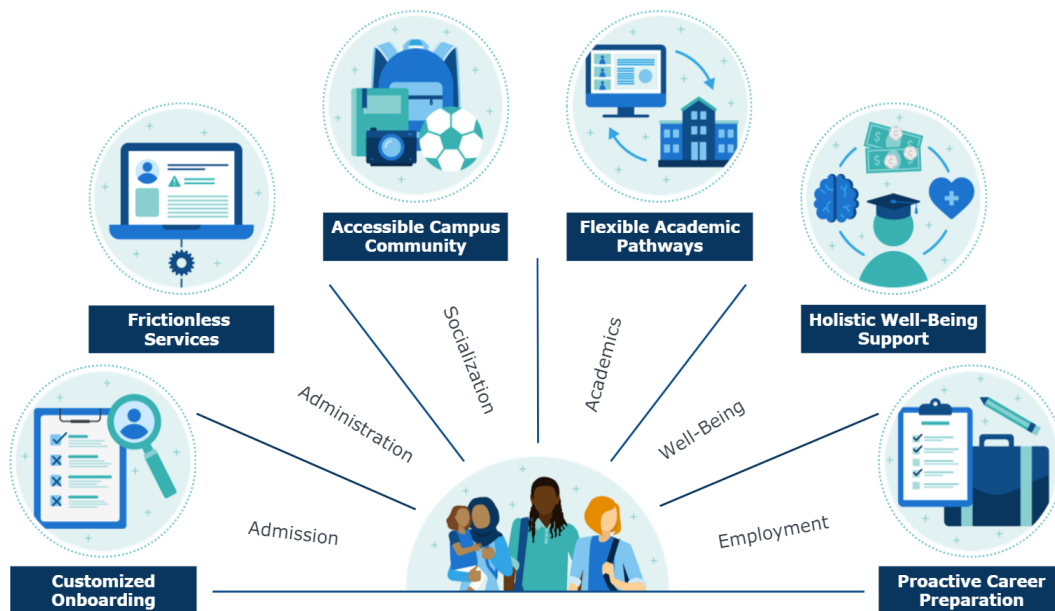 Accessible Campus
Community
Flexible Academic
Pathways
Frictionless
Services
Holistic Well-Being
Support
Customized
Onboarding
Proactive Career
Preparation
Admission
Administration
Socialization
Academics
Well-Being
Employment